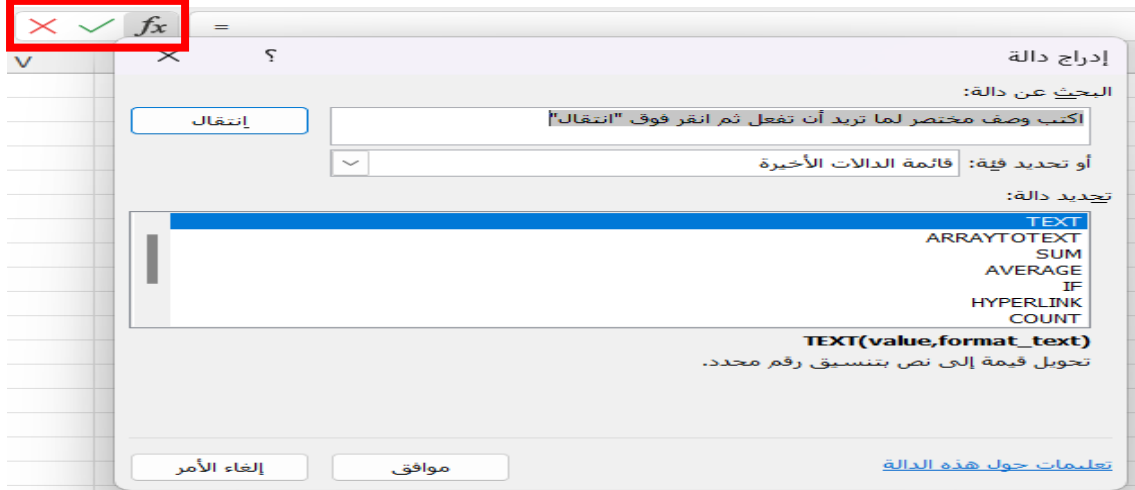 fx =
V
إدراج دالة ؟
البحث عن دالة:
اكتب وصف مختصر لما تريد أن تفعل ثم انقر فوق "انتقال" إنتقال
أو تحديد فئة: قائمة الدالات الأخيرة
تحديد دالة:
TEXT
ARRAYTOTEXT
SUM
AVERAGE
IF
HYPERLINK
COUNT
TEXT(value,format_text)
تحويل قيمة إلى نص بتنسيق رقم محدد.
تعليمات حول هذه الدالة موافق إلغاء الأمر